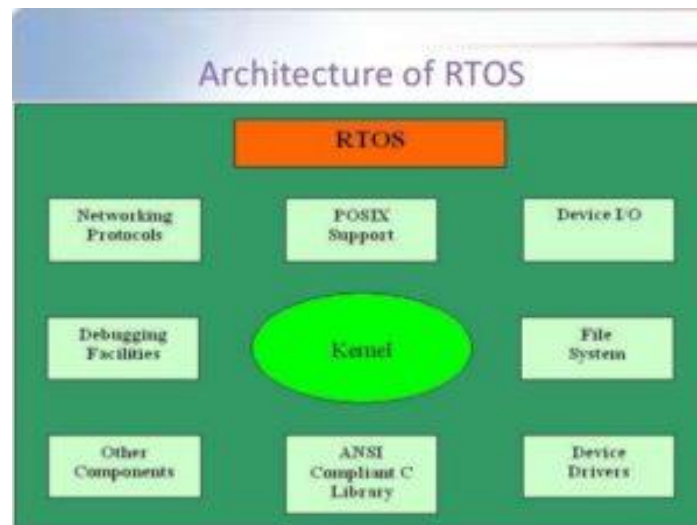 Architecture of RTOS
RTOS
Networking
Protocols
POSIX
Support
Device I/O
Debugging
Facilities
Kernel
File
System
Other
Components
ANSI
Compliant C
Library
Device
Drivers